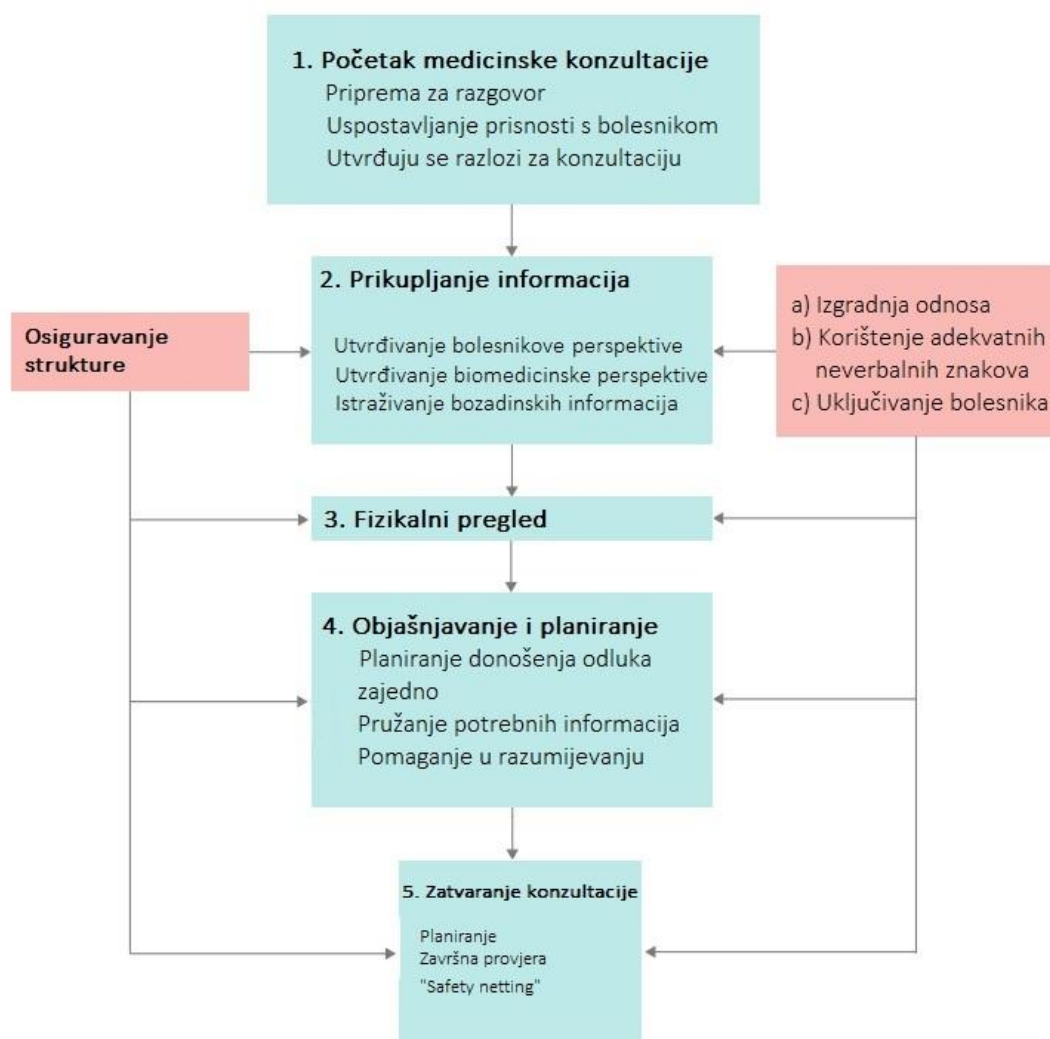 1. Početak medicinske konzultacije
Priprema za razgovor
Uspostavljanje prisnosti s bolesnikom
Utvrđuju se razlozi za konzultaciju
2. Prikupljanje informacija
Utvrđivanje bolesnikove perspektive
Utvrđivanje biomedicinske perspektive
Istraživanje bozadinskih informacija
Osiguravanje
strukture
a) Izgradnja odnosa
b) Korištenje adekvatnih
neverbalnih znakova
c) Uključivanje bolesnika
3. Fizikalni pregled
4. Objašnjavanje i planiranje
Planiranje donošenja odluka
zajedno
Pružanje potrebnih informacija
Pomaganje u razumijevanju
5. Zatvaranje konzultacije
Planiranje
Završna provjera
"Safety netting"